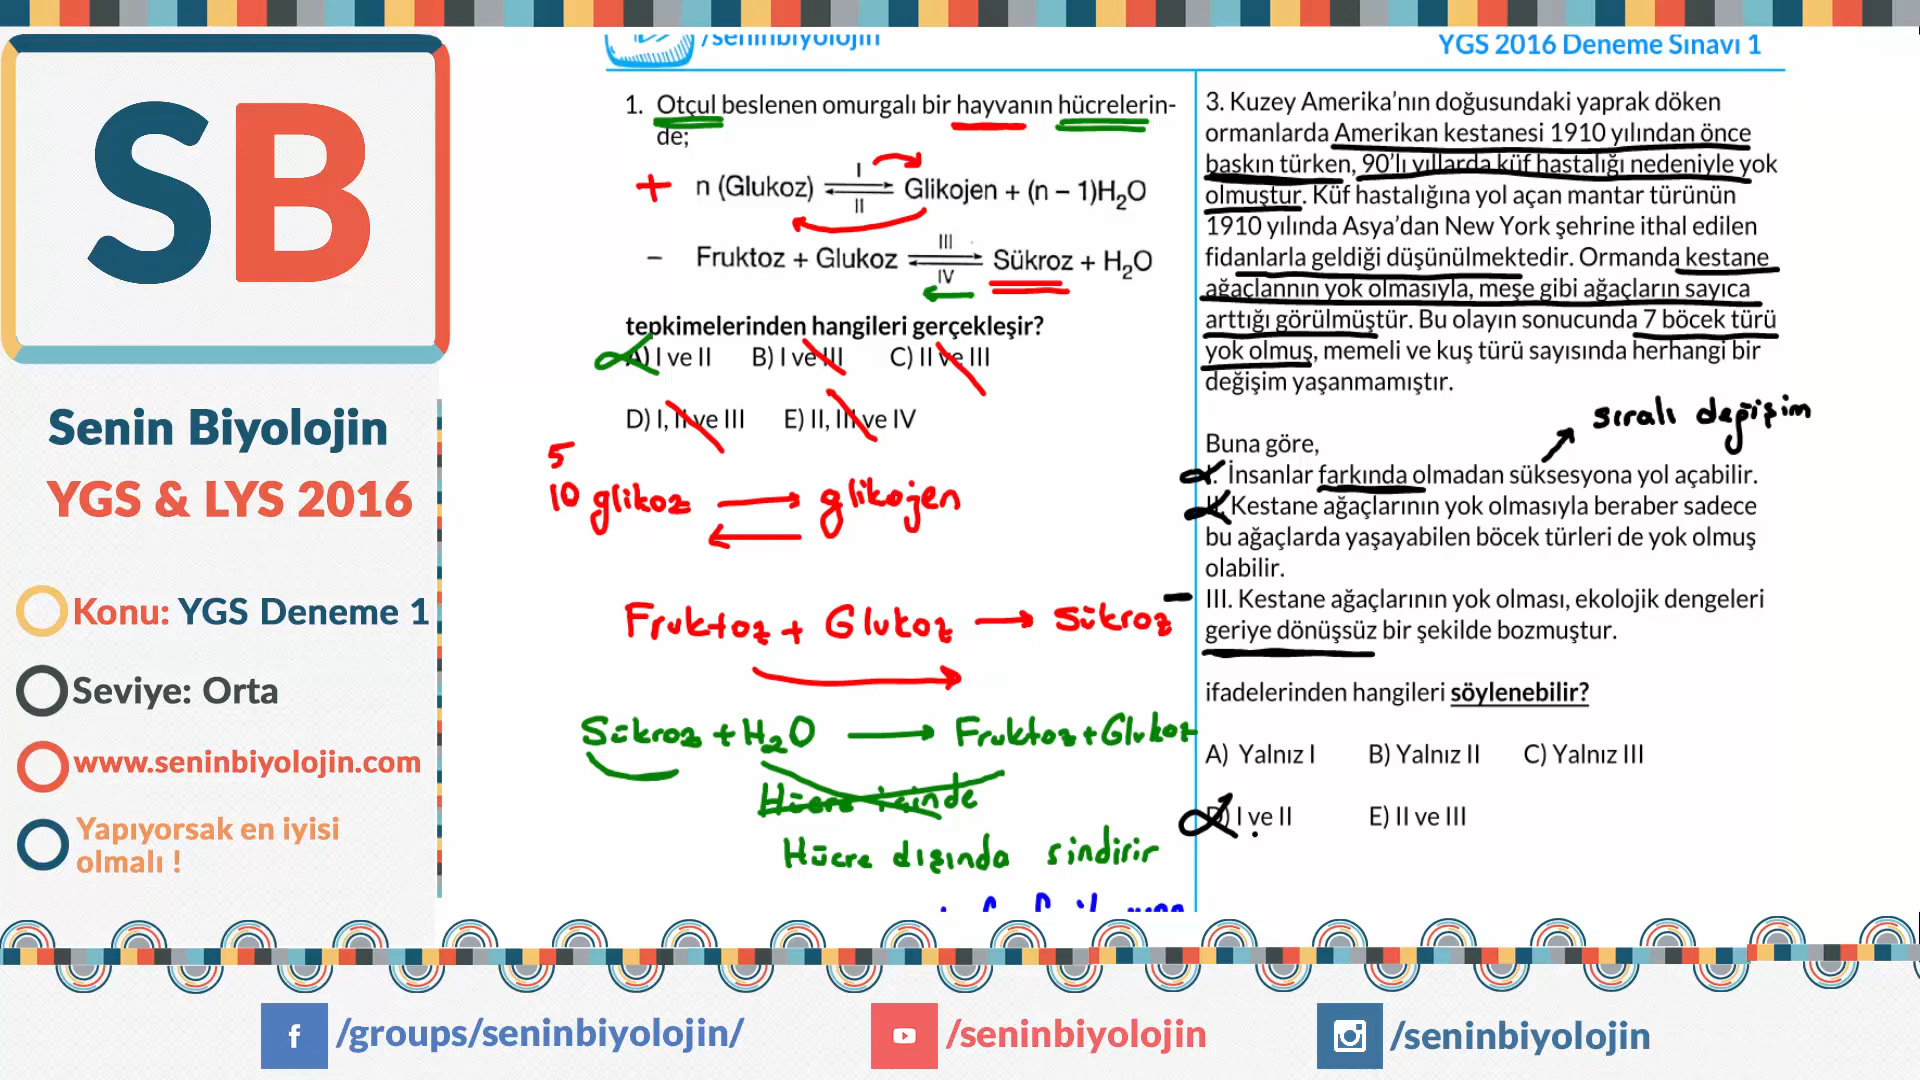 SB
Senin Biyolojin
YGS & LYS 2016
Konu: YGS Deneme 1
Seviye: Orta
www.seninbiyolojin.com
Yapıyorsak en iyisi
olmalı !
/seninbiyolojin
YGS 2016 Deneme Sınavı 1
1. Otçul beslenen omurgalı bir hayvanın hücrelerin-
de;
I
+ n (Glukoz) ⇌ Glikojen + (n − 1)H₂O
II
III
− Fruktoz + Glukoz ⇌ Sükroz + H₂O
IV
tepkimelerinden hangileri gerçekleşir?
A) I ve II B) I ve III C) II ve III
D) I, II ve III E) II, III ve IV
5
10 glikoz ⇌ glikojen
Fruktoz + Glukoz → Sükroz
Sükroz + H₂O → Fruktoz + Glukoz
Hücre içinde
Hücre dışında sindirir
3. Kuzey Amerika'nın doğusundaki yaprak döken
ormanlarda Amerikan kestanesi 1910 yılından önce
baskın türken, 90'lı yıllarda küf hastalığı nedeniyle yok
olmuştur. Küf hastalığına yol açan mantar türünün
1910 yılında Asya'dan New York şehrine ithal edilen
fidanlarla geldiği düşünülmektedir. Ormanda kestane
ağaçlannın yok olmasıyla, meşe gibi ağaçların sayıca
arttığı görülmüştür. Bu olayın sonucunda 7 böcek türü
yok olmuş, memeli ve kuş türü sayısında herhangi bir
değişim yaşanmamıştır.
sıralı değişim
Buna göre,
I. İnsanlar farkında olmadan süksesyona yol açabilir.
II. Kestane ağaçlarının yok olmasıyla beraber sadece
bu ağaçlarda yaşayabilen böcek türleri de yok olmuş
olabilir.
III. Kestane ağaçlarının yok olması, ekolojik dengeleri
geriye dönüşsüz bir şekilde bozmuştur.
ifadelerinden hangileri söylenebilir?
A) Yalnız I B) Yalnız II C) Yalnız III
D) I ve II E) II ve III
/groups/seninbiyolojin/
/seninbiyolojin
/seninbiyolojin